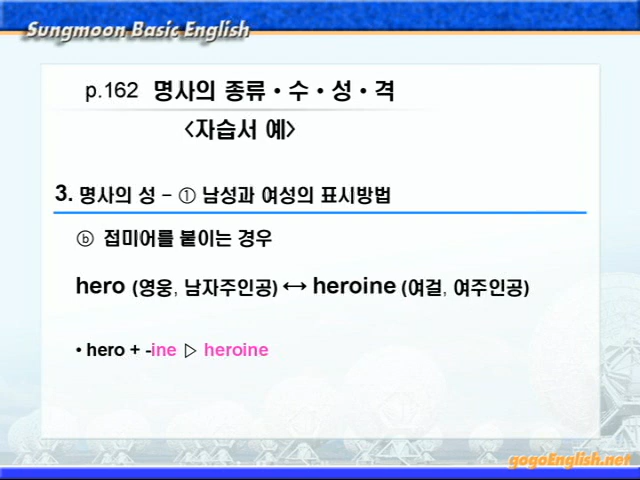 Sungmoon Basic English
p.162 명사의 종류 • 수 • 성 • 격
<자습서 예>
3. 명사의 성 - ① 남성과 여성의 표시방법
ⓑ 접미어를 붙이는 경우
hero (영웅, 남자주인공) ↔ heroine (여걸, 여주인공)
• hero + -ine ▷ heroine
gogoEnglish.net